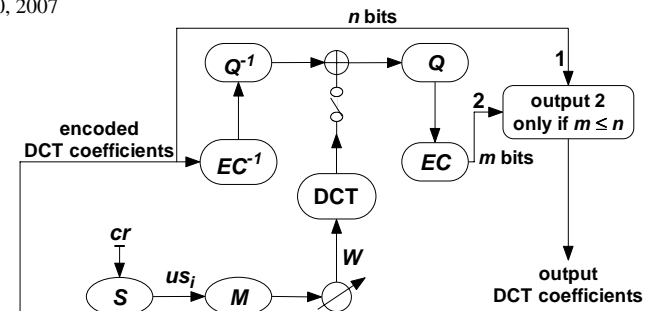 0, 2007
n bits
Q-1
Q
1
2
output 2
only if m ≤ n
encoded
DCT coefficients
EC-1
EC
m bits
DCT
cr
W
usi
S
M
output
DCT coefficients